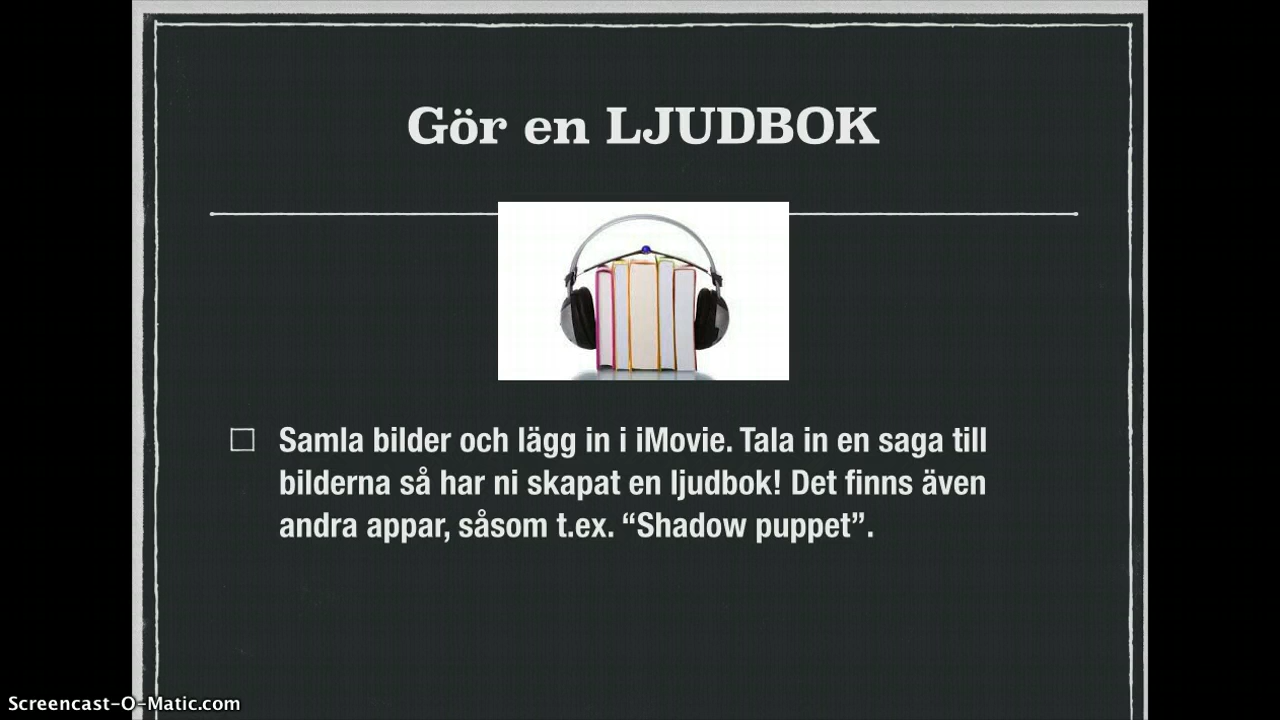 Gör en LJUDBOK
Samla bilder och lägg in i iMovie. Tala in en saga till
bilderna så har ni skapat en ljudbok! Det finns även
andra appar, såsom t.ex. “Shadow puppet”.
Screencast-O-Matic.com